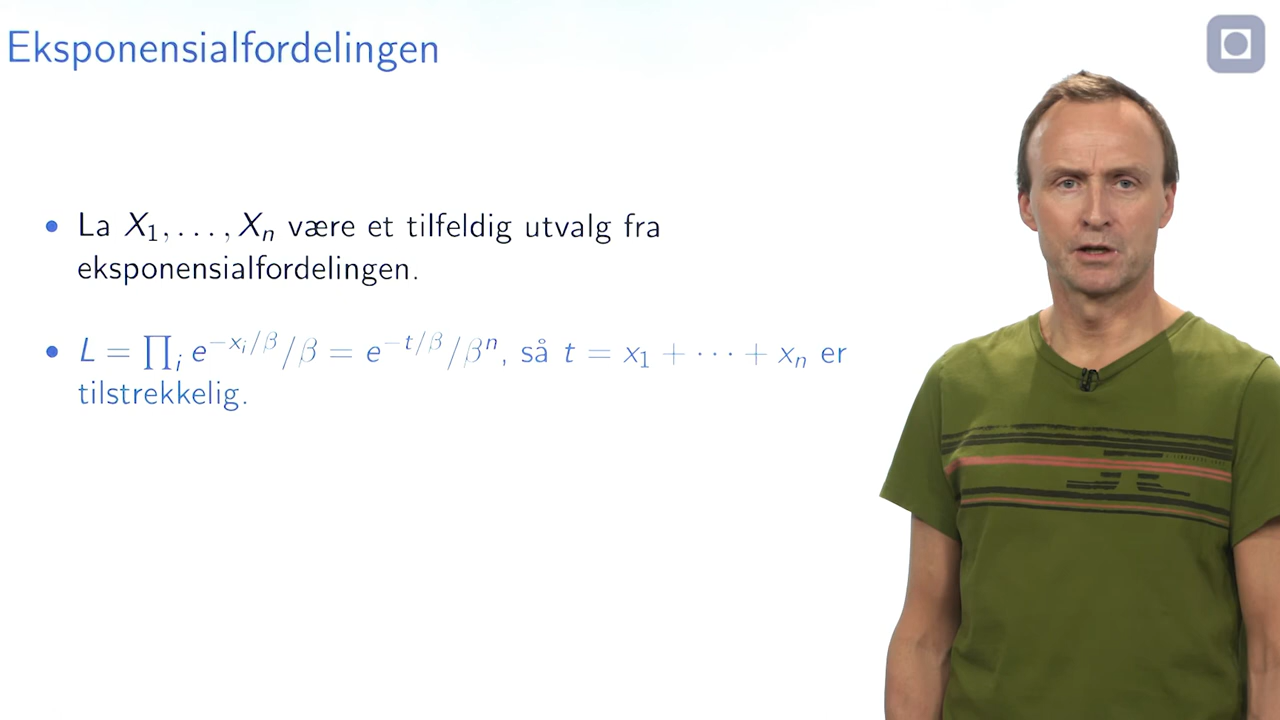 Eksponensialfordelingen
• La X₁, . . . , Xₙ være et tilfeldig utvalg fra
eksponensialfordelingen.
• L = ∏ᵢ e^{−xᵢ/β}/β = e^{−t/β}/βⁿ, så t = x₁ + ⋯ + xₙ er
tilstrekkelig.